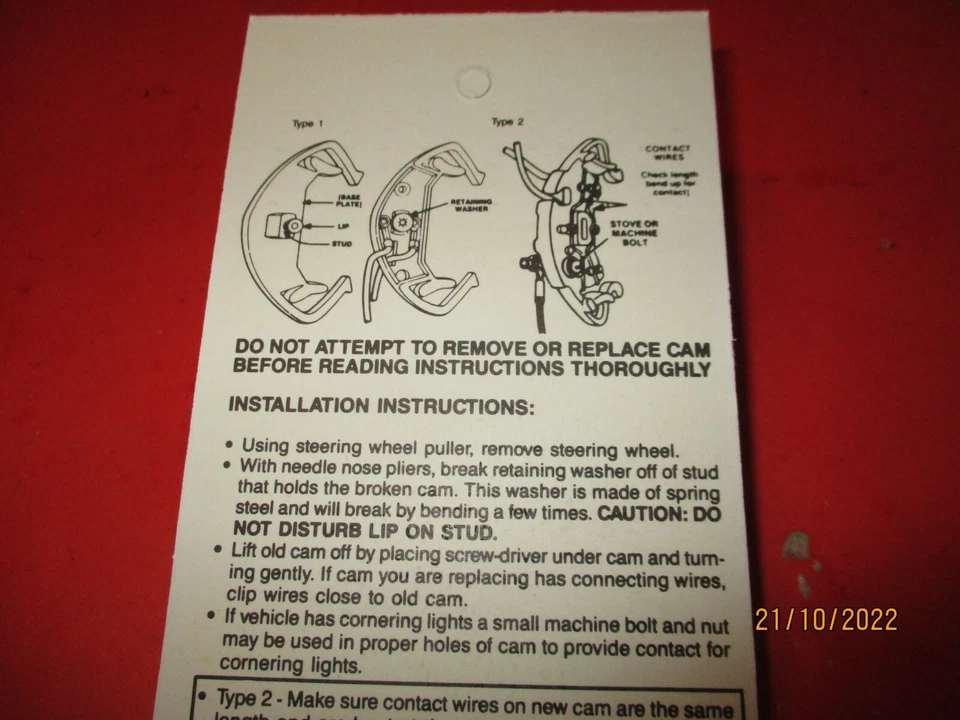 Type 1
Type 2
(BASE
PLATE)
LIP
STUD
RETAINING
WASHER
CONTACT
WIRES
Check length
bend up for
contact)
STOVE OR
MACHINE
BOLT
DO NOT ATTEMPT TO REMOVE OR REPLACE CAM
BEFORE READING INSTRUCTIONS THOROUGHLY
INSTALLATION INSTRUCTIONS:
• Using steering wheel puller, remove steering wheel.
• With needle nose pliers, break retaining washer off of stud
that holds the broken cam. This washer is made of spring
steel and will break by bending a few times. CAUTION: DO
NOT DISTURB LIP ON STUD.
• Lift old cam off by placing screw-driver under cam and turn-
ing gently. If cam you are replacing has connecting wires,
clip wires close to old cam.
• If vehicle has cornering lights a small machine bolt and nut
may be used in proper holes of cam to provide contact for
cornering lights.
• Type 2 - Make sure contact wires on new cam are the same
length and are
21/10/2022